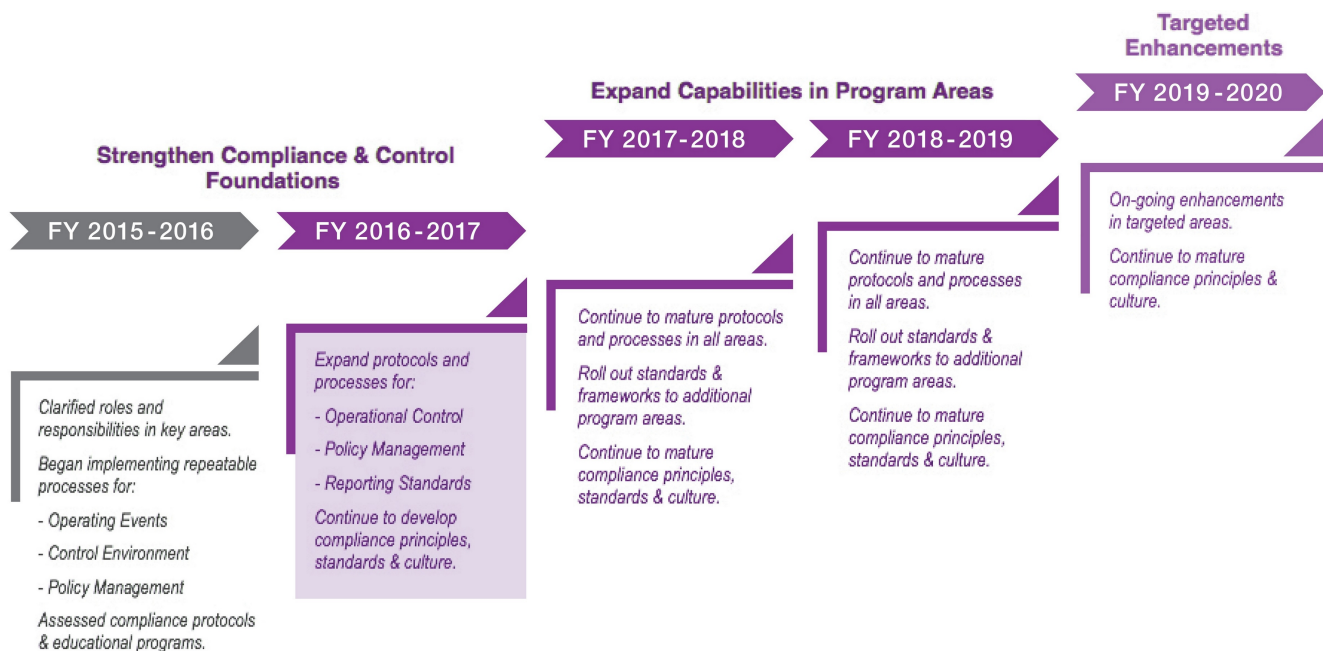 Strengthen Compliance & Control
Foundations
FY 2015-2016
Clarified roles and
responsibilities in key areas.
Began implementing repeatable
processes for:
- Operating Events
- Control Environment
- Policy Management
Assessed compliance protocols
& educational programs.
FY 2016-2017
Expand protocols and
processes for:
- Operational Control
- Policy Management
- Reporting Standards
Continue to develop
compliance principles,
standards & culture.
Expand Capabilities in Program Areas
FY 2017-2018
Continue to mature protocols
and processes in all areas.
Roll out standards &
frameworks to additional
program areas.
Continue to mature
compliance principles,
standards & culture.
FY 2018-2019
Continue to mature
protocols and processes
in all areas.
Roll out standards &
frameworks to additional
program areas.
Continue to mature
compliance principles,
standards & culture.
Targeted
Enhancements
FY 2019-2020
On-going enhancements
in targeted areas.
Continue to mature
compliance principles &
culture.